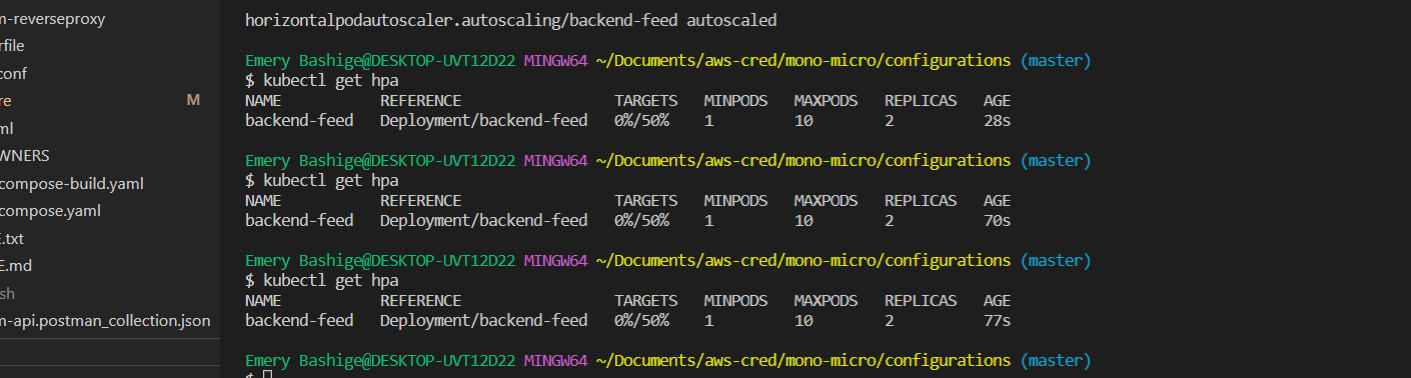 m-reverseproxy
rfile
conf
re M
ml
WNERS
compose-build.yaml
compose.yaml
E.txt
E.md
sh
m-api.postman_collection.json
horizontalpodautoscaler.autoscaling/backend-feed autoscaled
Emery Bashige@DESKTOP-UVT12D22 MINGW64 ~/Documents/aws-cred/mono-micro/configurations (master)
$ kubectl get hpa
NAME REFERENCE TARGETS MINPODS MAXPODS REPLICAS AGE
backend-feed Deployment/backend-feed 0%/50% 1 10 2 28s
Emery Bashige@DESKTOP-UVT12D22 MINGW64 ~/Documents/aws-cred/mono-micro/configurations (master)
$ kubectl get hpa
NAME REFERENCE TARGETS MINPODS MAXPODS REPLICAS AGE
backend-feed Deployment/backend-feed 0%/50% 1 10 2 70s
Emery Bashige@DESKTOP-UVT12D22 MINGW64 ~/Documents/aws-cred/mono-micro/configurations (master)
$ kubectl get hpa
NAME REFERENCE TARGETS MINPODS MAXPODS REPLICAS AGE
backend-feed Deployment/backend-feed 0%/50% 1 10 2 77s
Emery Bashige@DESKTOP-UVT12D22 MINGW64 ~/Documents/aws-cred/mono-micro/configurations (master)
$